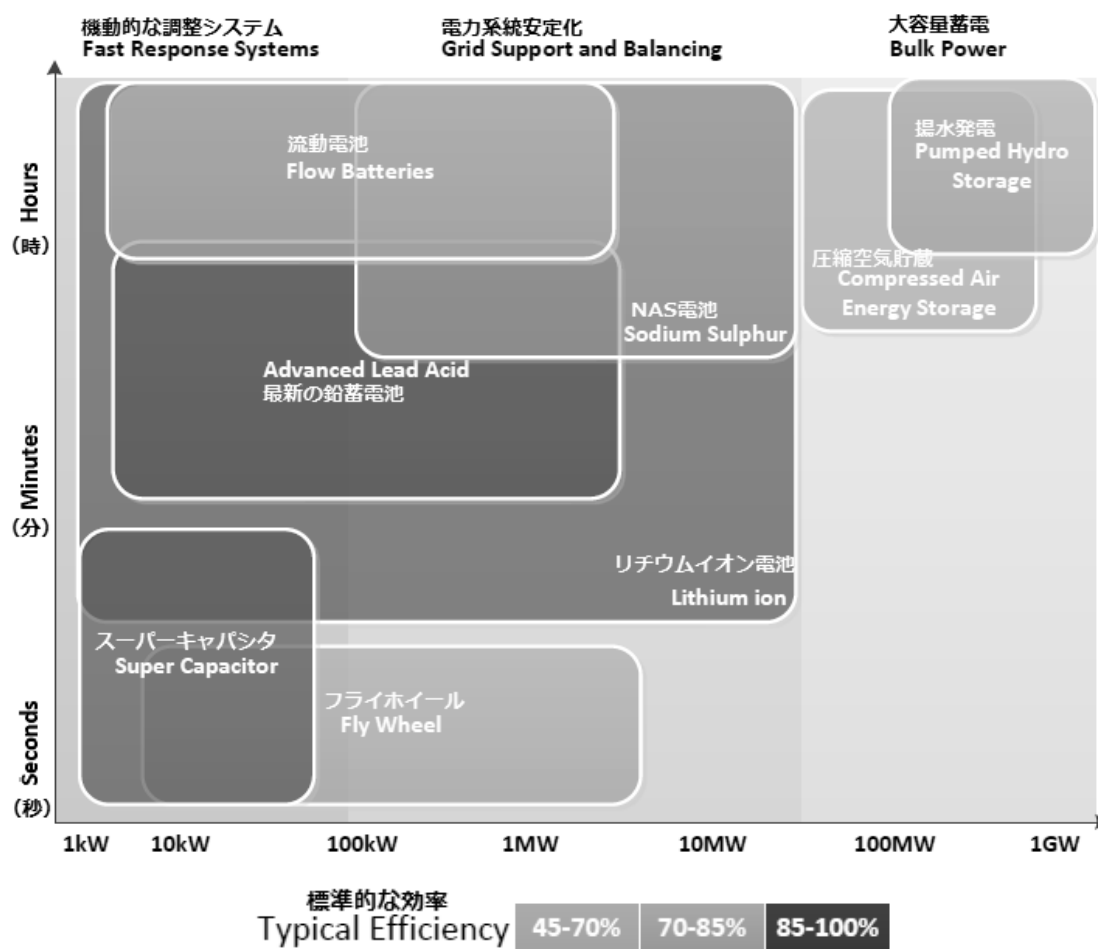 機動的な調整システム
Fast Response Systems
電力系統安定化
Grid Support and Balancing
大容量蓄電
Bulk Power
Hours
（時）
Minutes
（分）
Seconds
（秒）
流動電池
Flow Batteries
揚水発電
Pumped Hydro
Storage
圧縮空気貯蔵
Compressed Air
Energy Storage
NAS電池
Sodium Sulphur
Advanced Lead Acid
最新の鉛蓄電池
リチウムイオン電池
Lithium ion
スーパーキャパシタ
Super Capacitor
フライホイール
Fly Wheel
1kW 10kW 100kW 1MW 10MW 100MW 1GW
標準的な効率
Typical Efficiency 45-70% 70-85% 85-100%